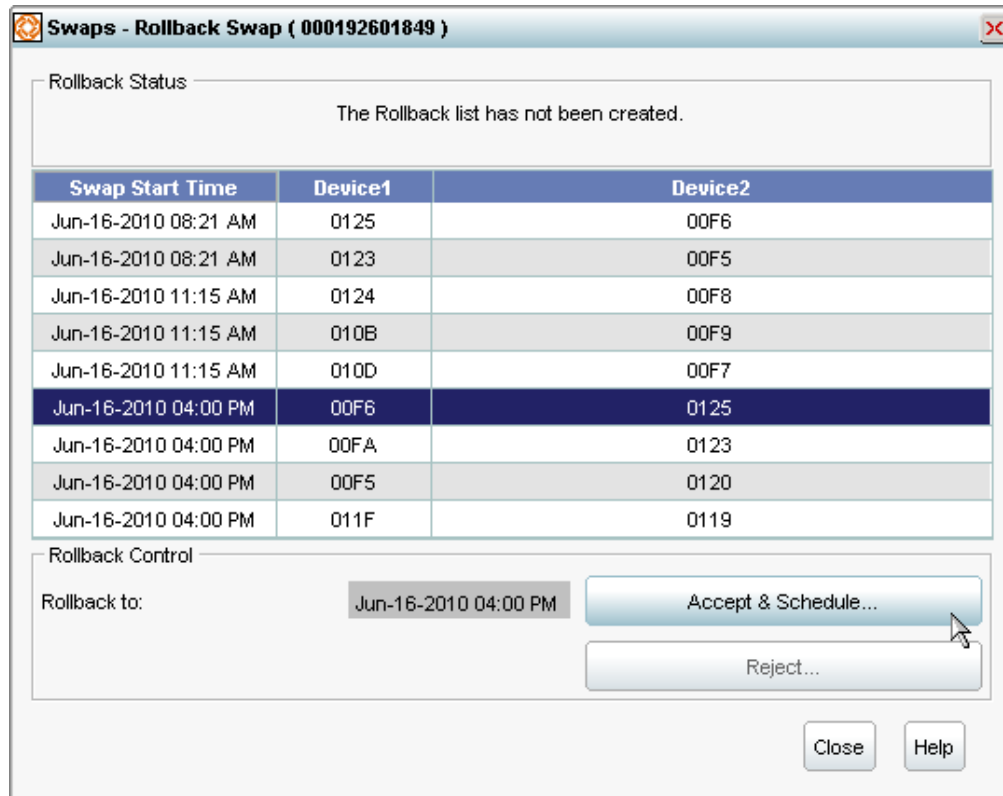 Swaps - Rollback Swap ( 000192601849 )
Rollback Status
The Rollback list has not been created.
Swap Start Time Device1 Device2
Jun-16-2010 08:21 AM 0125 00F6
Jun-16-2010 08:21 AM 0123 00F5
Jun-16-2010 11:15 AM 0124 00F8
Jun-16-2010 11:15 AM 010B 00F9
Jun-16-2010 11:15 AM 010D 00F7
Jun-16-2010 04:00 PM 00F6 0125
Jun-16-2010 04:00 PM 00FA 0123
Jun-16-2010 04:00 PM 00F5 0120
Jun-16-2010 04:00 PM 011F 0119
Rollback Control
Rollback to: Jun-16-2010 04:00 PM Accept & Schedule...
Reject...
Close Help